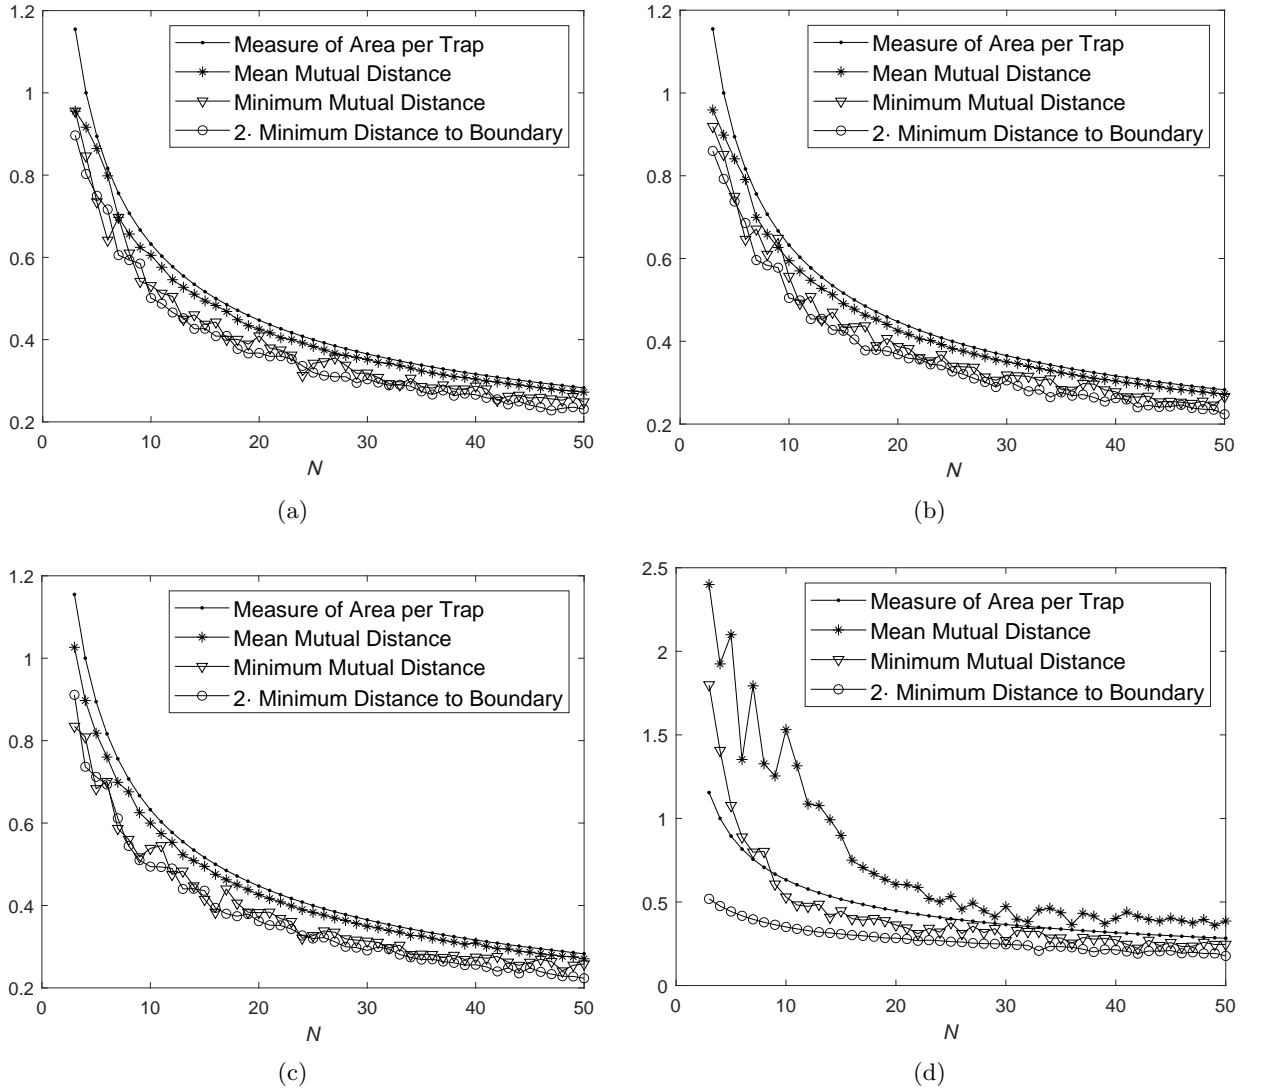 1.2
1
0.8
0.6
0.4
0.2
0 10 20 30 40 50
N
Measure of Area per Trap
Mean Mutual Distance
Minimum Mutual Distance
2· Minimum Distance to Boundary
(a)
1.2
1
0.8
0.6
0.4
0.2
0 10 20 30 40 50
N
Measure of Area per Trap
Mean Mutual Distance
Minimum Mutual Distance
2· Minimum Distance to Boundary
(b)
1.2
1
0.8
0.6
0.4
0.2
0 10 20 30 40 50
N
Measure of Area per Trap
Mean Mutual Distance
Minimum Mutual Distance
2· Minimum Distance to Boundary
(c)
2.5
2
1.5
1
0.5
0
0 10 20 30 40 50
N
Measure of Area per Trap
Mean Mutual Distance
Minimum Mutual Distance
2· Minimum Distance to Boundary
(d)